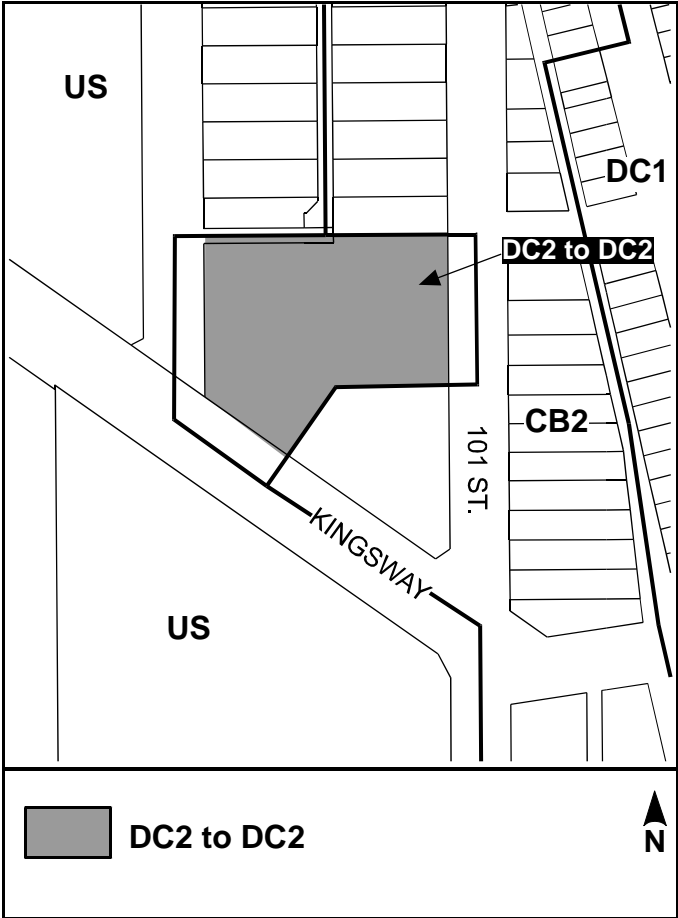 US
DC1
DC2 to DC2
CB2
101 ST.
KINGSWAY
US
DC2 to DC2
N